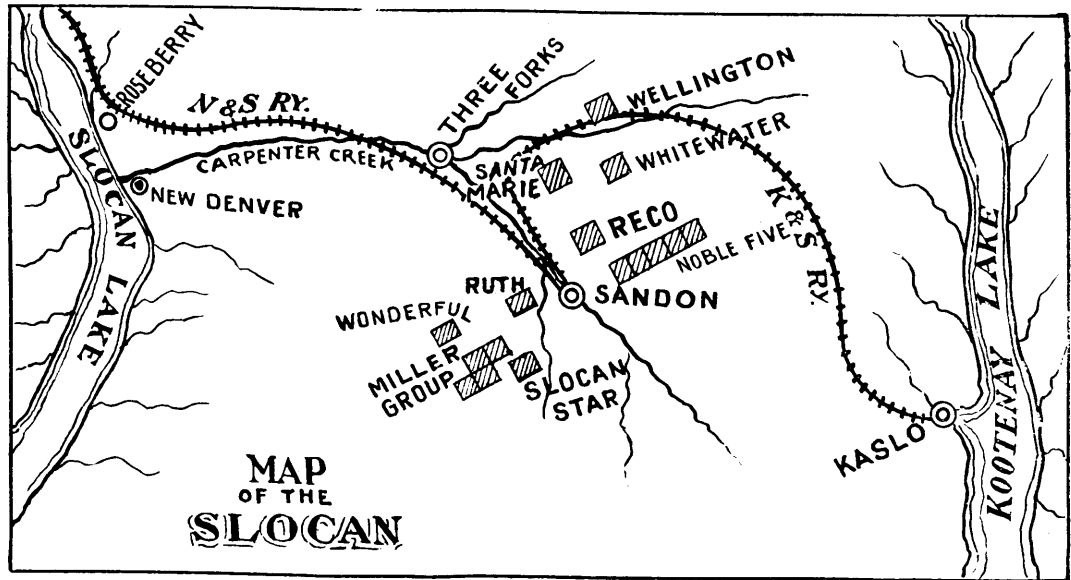 ROSEBERRY
N & S RY.
THREE
FORKS
WELLINGTON
CARPENTER CREEK
SANTA
MARIE
WHITEWATER
NEW DENVER
SLOCAN LAKE
RECO
NOBLE FIVE
K & S Ry.
KOOTENAY LAKE
RUTH
SANDON
WONDERFUL
MILLER
GROUP
SLOCAN
STAR
KASLO
MAP
OF THE
SLOCAN